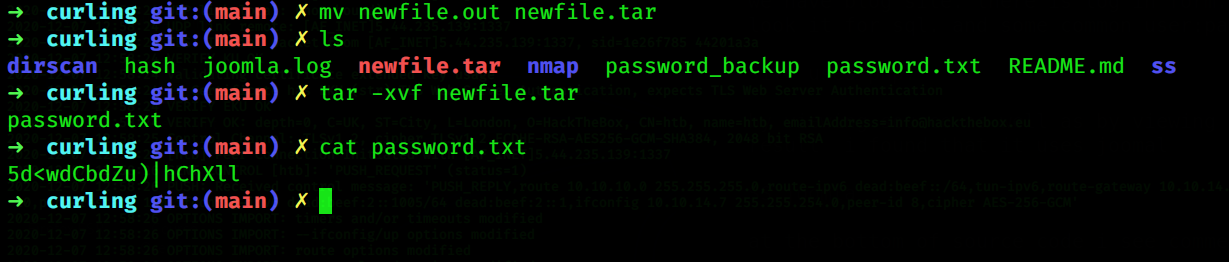 ➜ curling git:(main) ✗ mv newfile.out newfile.tar
➜ curling git:(main) ✗ ls
dirscan hash joomla.log newfile.tar nmap password_backup password.txt README.md ss
➜ curling git:(main) ✗ tar -xvf newfile.tar
password.txt
➜ curling git:(main) ✗ cat password.txt
5d<wdCbdZu)|hChXll
➜ curling git:(main) ✗